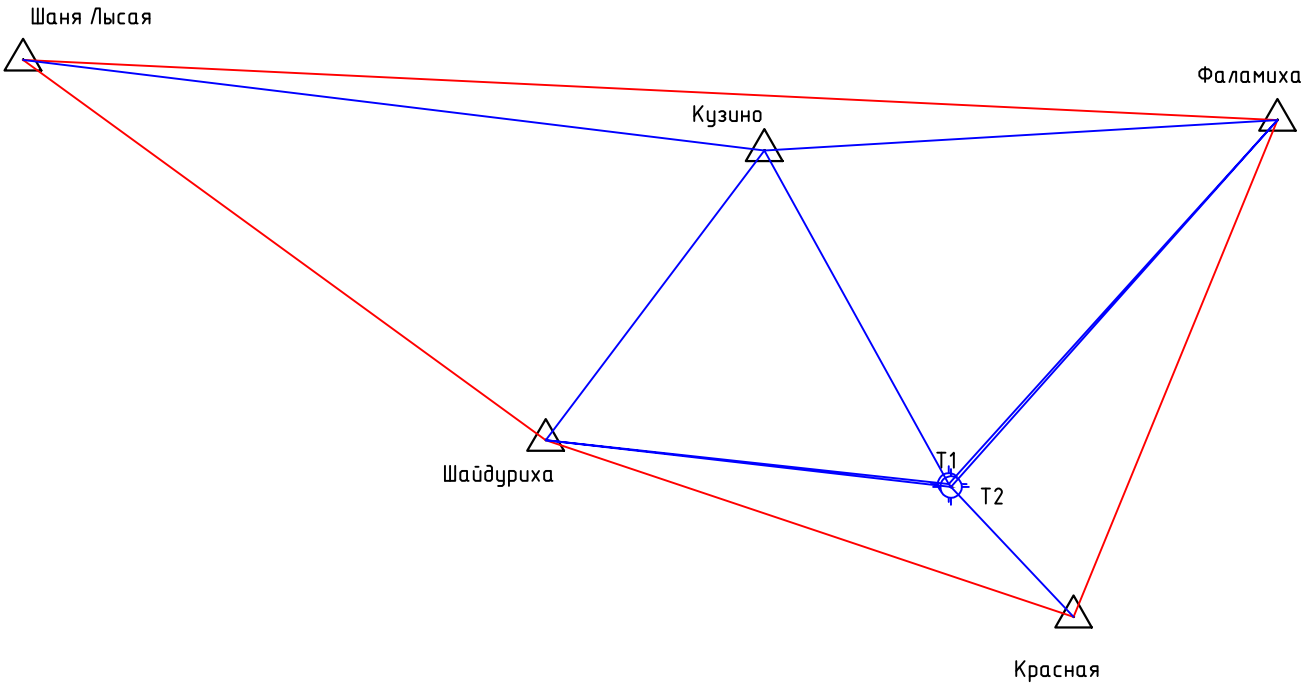 Шаня Лысая
Фаламиха
Кузино
Т1
Шайдуриха
Т2
Красная